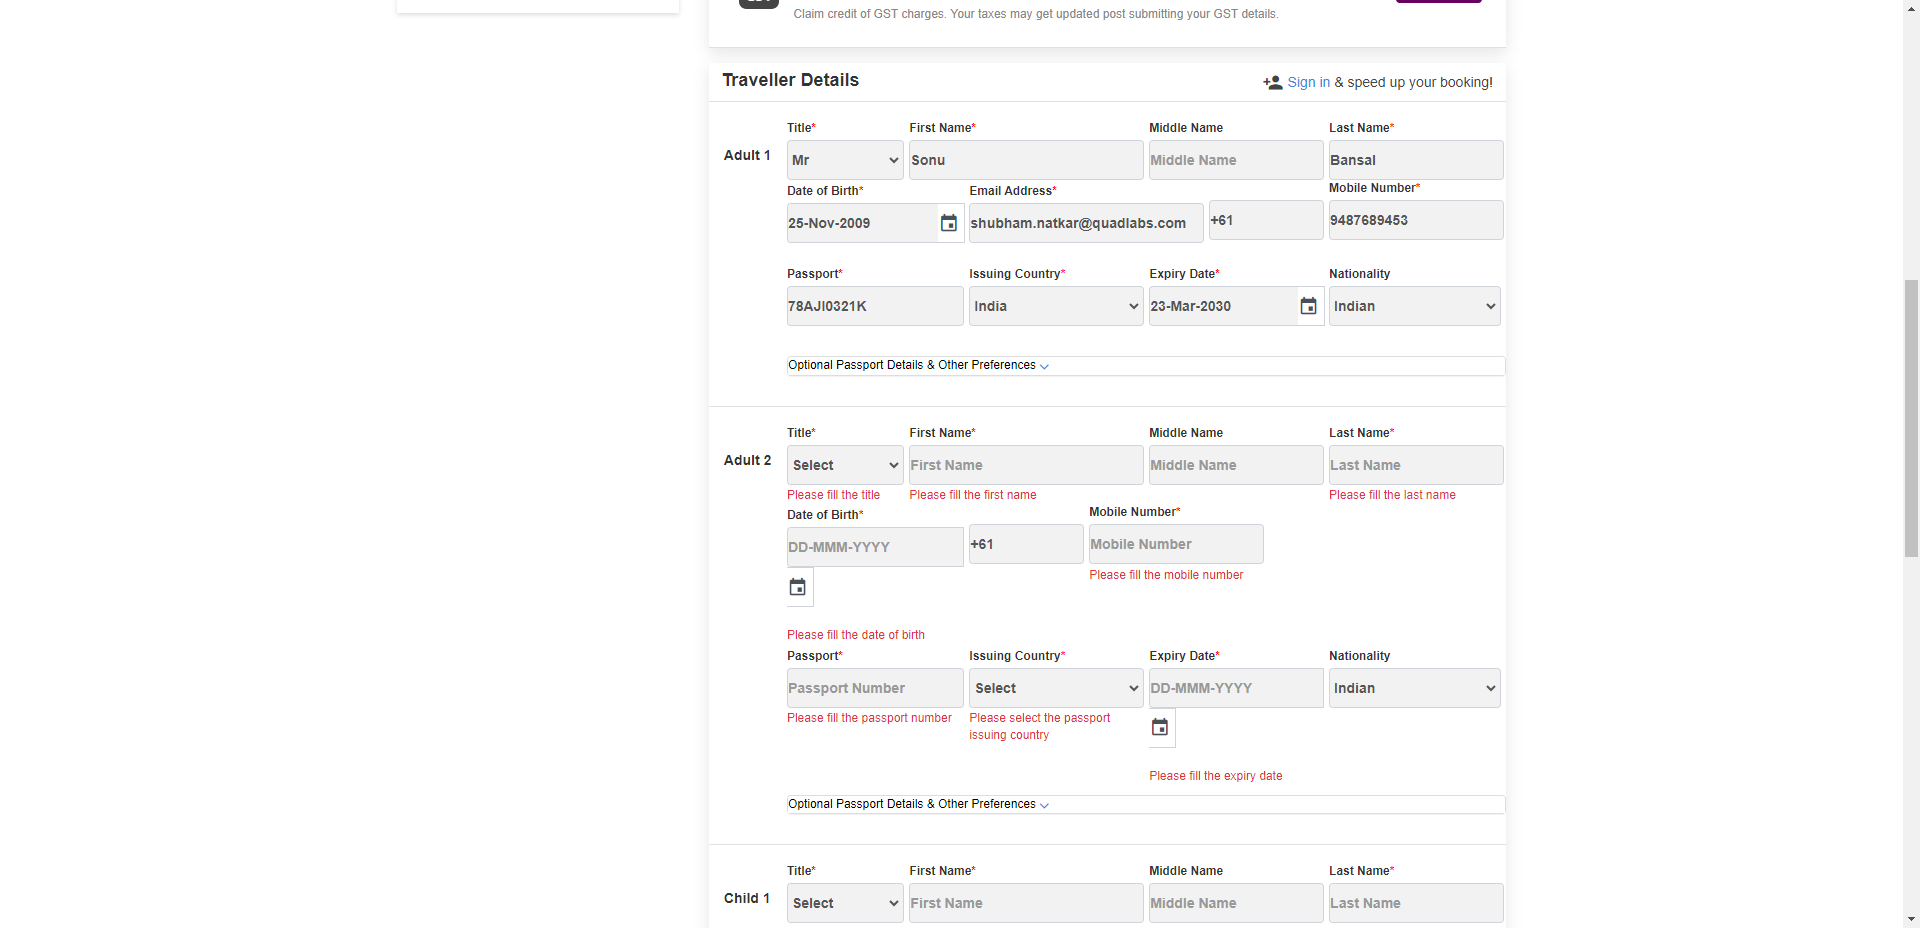 Claim credit of GST charges. Your taxes may get updated post submitting your GST details.
Traveller Details
Sign in & speed up your booking!
Title* First Name* Middle Name Last Name*
Adult 1 Mr Sonu Middle Name Bansal
Date of Birth* Email Address* Mobile Number*
25-Nov-2009 shubham.natkar@quadlabs.com +61 9487689453
Passport* Issuing Country* Expiry Date* Nationality
78AJI0321K India 23-Mar-2030 Indian
Optional Passport Details & Other Preferences
Title* First Name* Middle Name Last Name*
Adult 2 Select First Name Middle Name Last Name
Please fill the title Please fill the first name Please fill the last name
Date of Birth* Mobile Number*
DD-MMM-YYYY +61 Mobile Number
Please fill the mobile number
Please fill the date of birth
Passport* Issuing Country* Expiry Date* Nationality
Passport Number Select DD-MMM-YYYY Indian
Please fill the passport number Please select the passport
issuing country
Please fill the expiry date
Optional Passport Details & Other Preferences
Title* First Name* Middle Name Last Name*
Child 1 Select First Name Middle Name Last Name